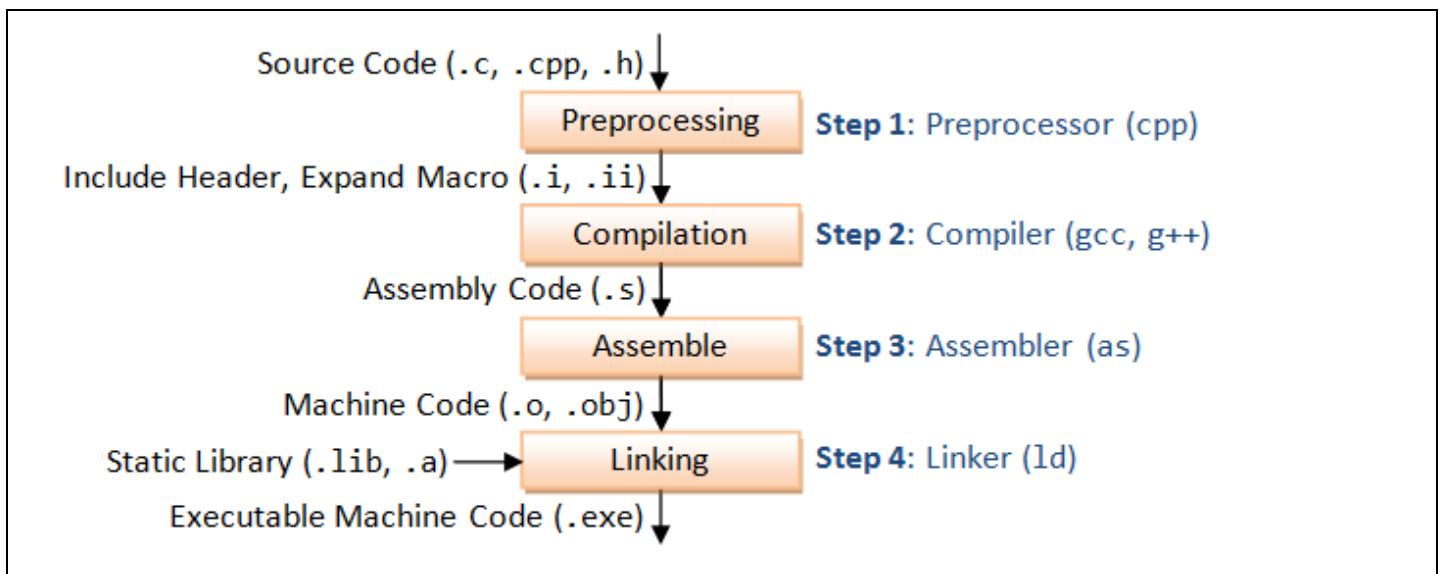 Source Code (.c, .cpp, .h)
Preprocessing
Step 1: Preprocessor (cpp)
Include Header, Expand Macro (.i, .ii)
Compilation
Step 2: Compiler (gcc, g++)
Assembly Code (.s)
Assemble
Step 3: Assembler (as)
Machine Code (.o, .obj)
Static Library (.lib, .a)
Linking
Step 4: Linker (ld)
Executable Machine Code (.exe)